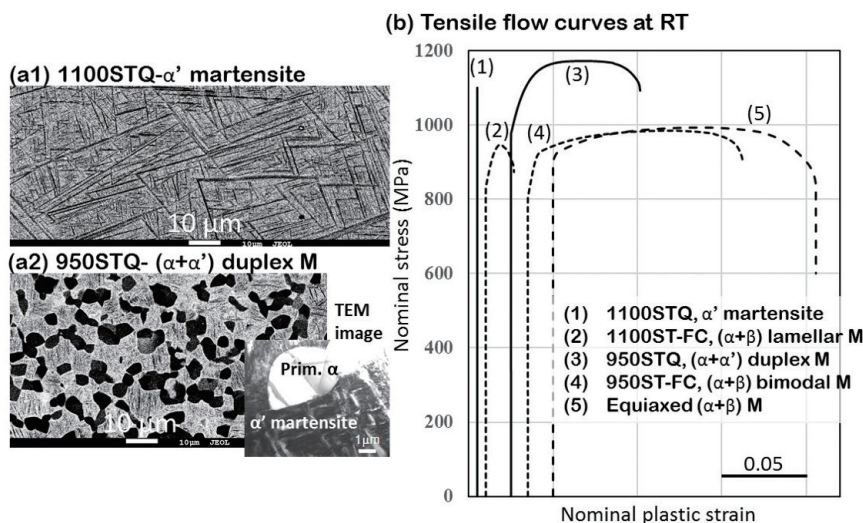 (b) Tensile flow curves at RT
(a1) 1100STQ-α’ martensite
10 μm
10μm JEOL
(a2) 950STQ- (α+α’) duplex M
10 μm
10μm JEOL
TEM
image
Prim. α
α’ martensite
1μm
1200
1000
800
600
400
200
0
Nominal stress (MPa)
(1)
(2)
(3)
(4)
(5)
(1) 1100STQ, α’ martensite
(2) 1100ST-FC, (α+β) lamellar M
(3) 950STQ, (α+α’) duplex M
(4) 950ST-FC, (α+β) bimodal M
(5) Equiaxed (α+β) M
0.05
Nominal plastic strain